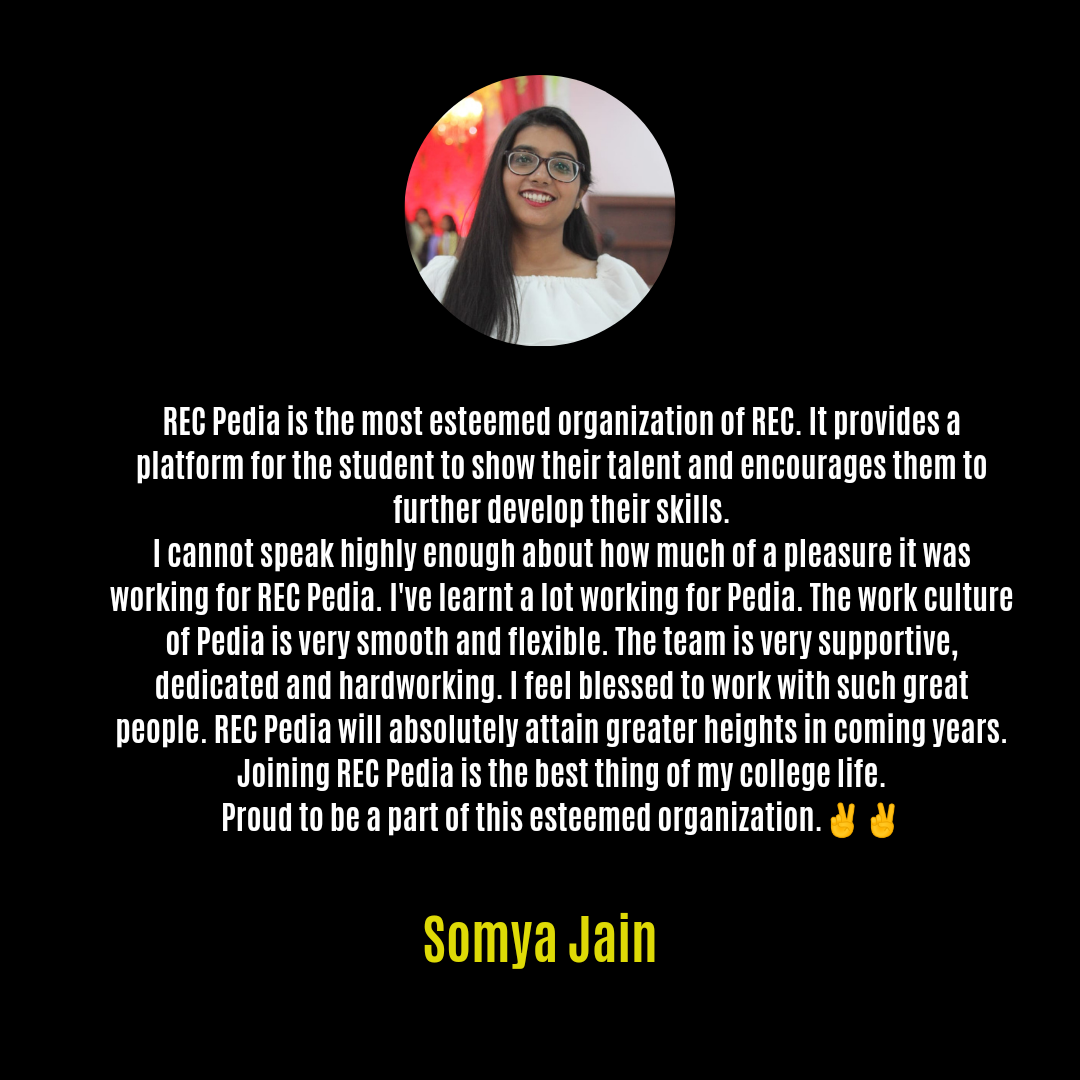 REC Pedia is the most esteemed organization of REC. It provides a
platform for the student to show their talent and encourages them to
further develop their skills.
I cannot speak highly enough about how much of a pleasure it was
working for REC Pedia. I've learnt a lot working for Pedia. The work culture
of Pedia is very smooth and flexible. The team is very supportive,
dedicated and hardworking. I feel blessed to work with such great
people. REC Pedia will absolutely attain greater heights in coming years.
Joining REC Pedia is the best thing of my college life.
Proud to be a part of this esteemed organization.✌️✌️
Somya Jain